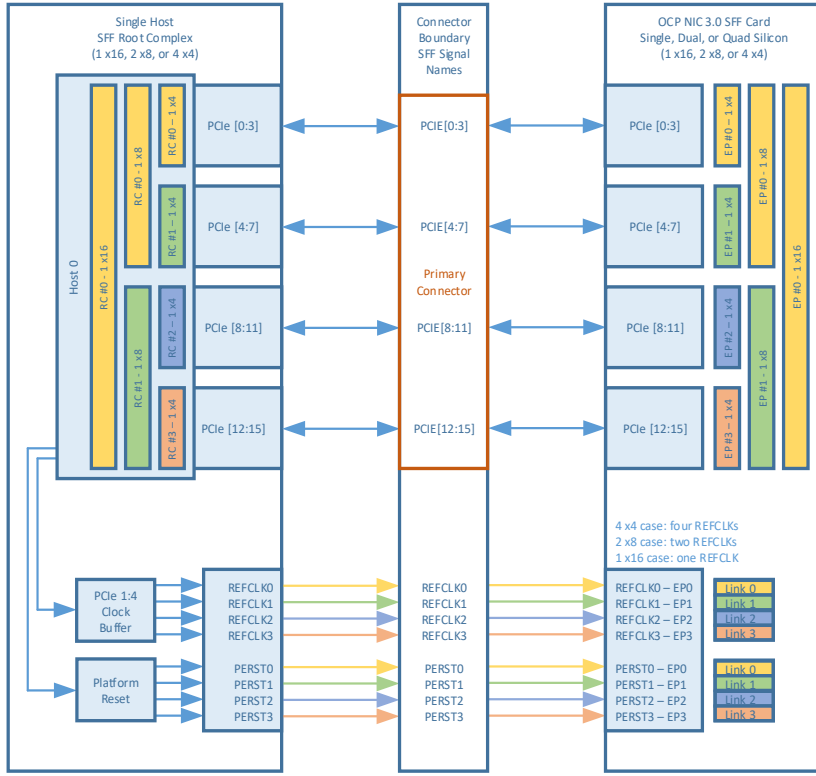 Single Host
SFF Root Complex
(1 x16, 2 x8, or 4 x4)
Host 0
RC #0 - 1 x16
RC #0 - 1 x8
RC #1 - 1 x8
RC #0 – 1 x4
RC #1 – 1 x4
RC #2 – 1 x4
RC #3 – 1 x4
PCIe [0:3]
PCIe [4:7]
PCIe [8:11]
PCIe [12:15]
PCIe 1:4
Clock
Buffer
Platform
Reset
REFCLK0
REFCLK1
REFCLK2
REFCLK3
PERST0
PERST1
PERST2
PERST3
Connector
Boundary
SFF Signal
Names
PCIE[0:3]
PCIE[4:7]
Primary
Connector
PCIE[8:11]
PCIE[12:15]
REFCLK0
REFCLK1
REFCLK2
REFCLK3
PERST0
PERST1
PERST2
PERST3
OCP NIC 3.0 SFF Card
Single, Dual, or Quad Silicon
(1 x16, 2 x8, or 4 x4)
PCIe [0:3]
PCIe [4:7]
PCIe [8:11]
PCIe [12:15]
EP #0 – 1 x4
EP #1 – 1 x4
EP #2 – 1 x4
EP #3 – 1 x4
EP #0 - 1 x8
EP #1 - 1 x8
EP #0 - 1 x16
4 x4 case: four REFCLKs
2 x8 case: two REFCLKs
1 x16 case: one REFCLK
REFCLK0 – EP0
REFCLK1 – EP1
REFCLK2 – EP2
REFCLK3 – EP3
Link 0
Link 1
Link 2
Link 3
PERST0 – EP0
PERST1 – EP1
PERST2 – EP2
PERST3 – EP3
Link 0
Link 1
Link 2
Link 3